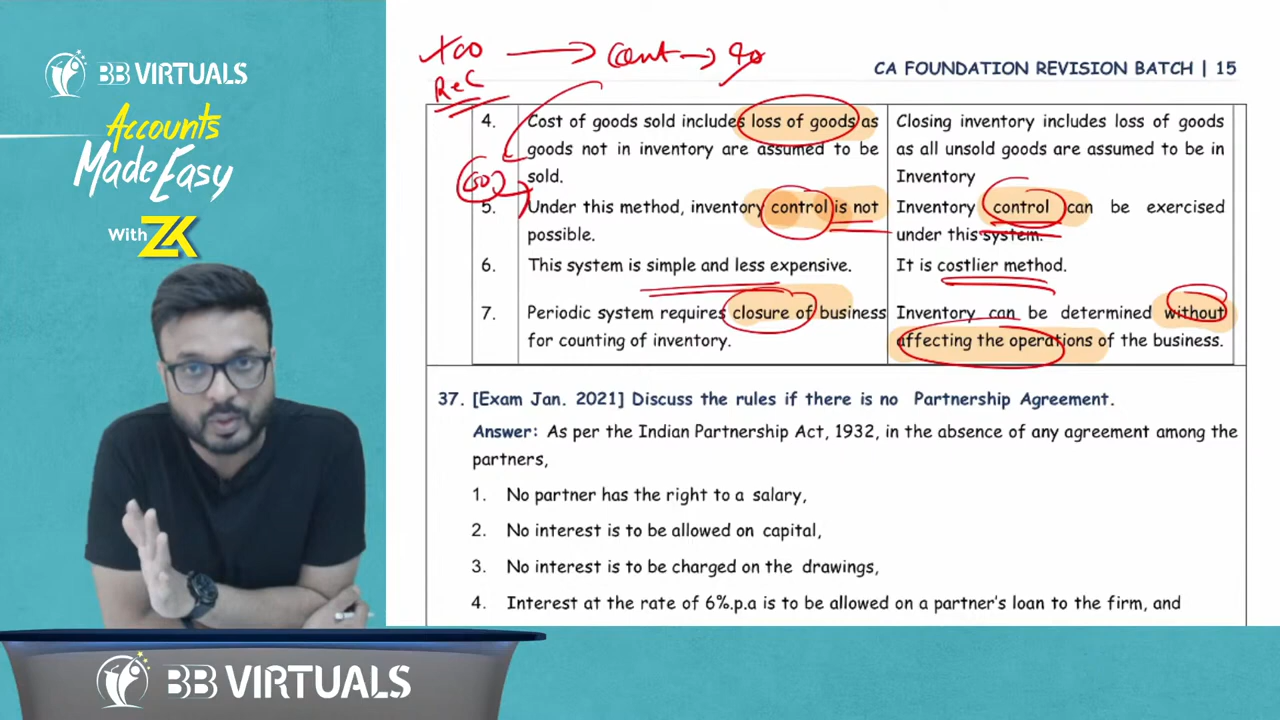 BB VIRTUALS
Accounts
Made Easy
With ZK
CA FOUNDATION REVISION BATCH | 15
Rec
4. Cost of goods sold includes loss of goods as goods not in inventory are assumed to be sold.
Closing inventory includes loss of goods as all unsold goods are assumed to be in Inventory
5. Under this method, inventory control is not possible.
Inventory control can be exercised under this system.
6. This system is simple and less expensive.
It is costlier method.
7. Periodic system requires closure of business for counting of inventory.
Inventory can be determined without affecting the operations of the business.
37. [Exam Jan. 2021] Discuss the rules if there is no Partnership Agreement.
Answer: As per the Indian Partnership Act, 1932, in the absence of any agreement among the
partners,
1. No partner has the right to a salary,
2. No interest is to be allowed on capital,
3. No interest is to be charged on the drawings,
4. Interest at the rate of 6%.p.a is to be allowed on a partner's loan to the firm, and
BB VIRTUALS